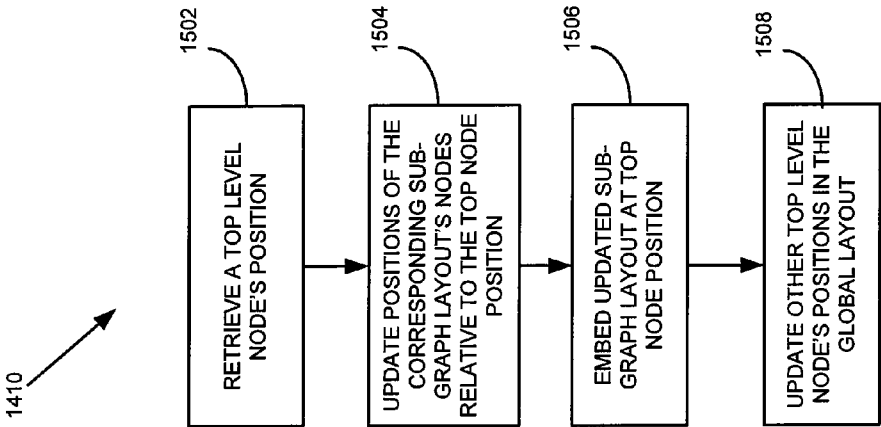 1410
1502
RETRIEVE A TOP LEVEL
NODE'S POSITION
1504
UPDATE POSITIONS OF THE
CORRESPONDING SUB-
GRAPH LAYOUT'S NODES
RELATIVE TO THE TOP NODE
POSITION
1506
EMBED UPDATED SUB-
GRAPH LAYOUT AT TOP
NODE POSITION
1508
UPDATE OTHER TOP LEVEL
NODE'S POSITIONS IN THE
GLOBAL LAYOUT